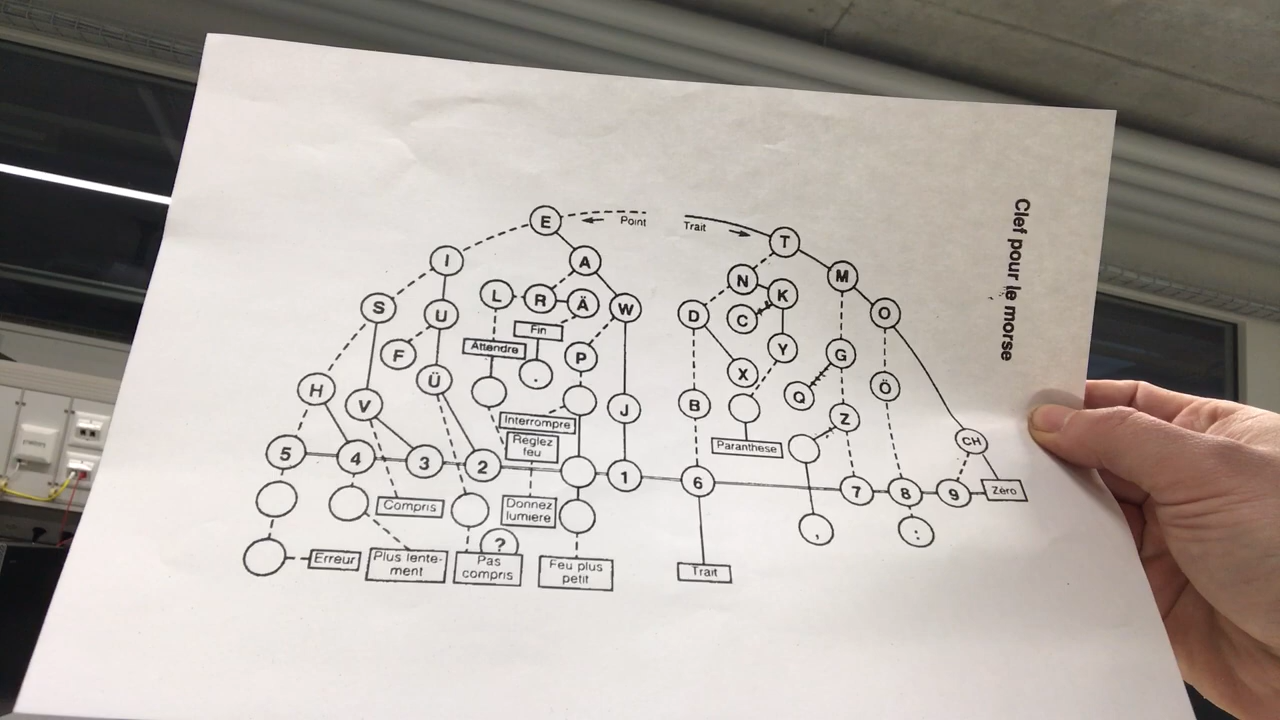 Clef pour le morse
E
Point
Trait
T
I
A
N
M
S
U
L
R
Ä
W
D
C
K
O
F
Fin
Attendre
.
P
X
Y
G
Ö
H
V
Ü
Interrompre
J
B
Q
Z
Reglez
feu
Paranthese
CH
5
4
3
2
1
6
7
8
9
Zéro
Compris
Donnez
lumiere
?
,
:
Erreur
Plus lente-
ment
Pas
compris
Feu plus
petit
Trait